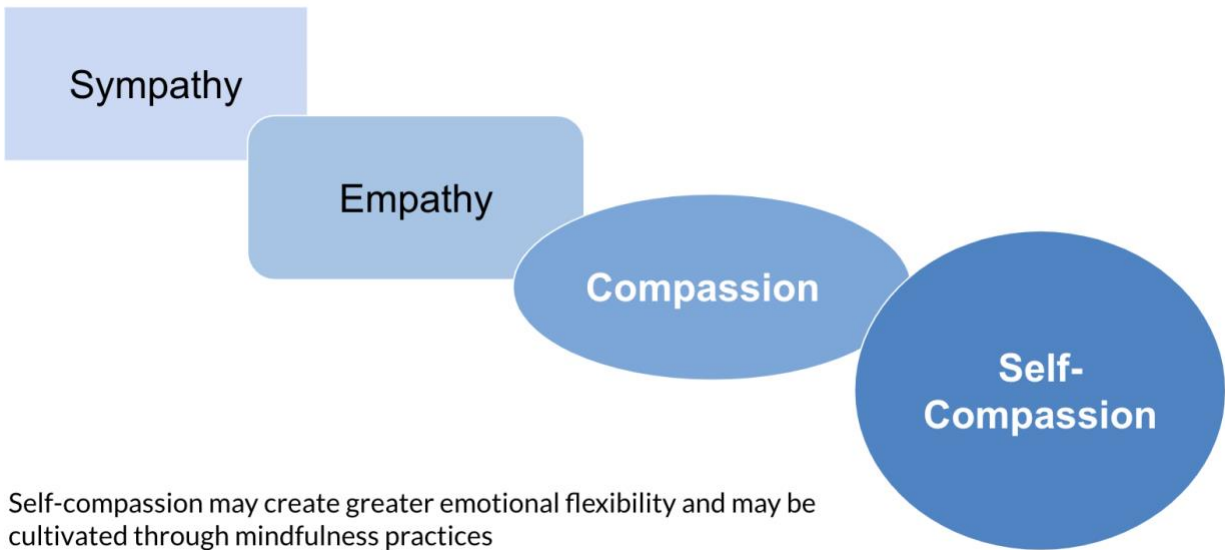 Sympathy
Empathy
Compassion
Self-
Compassion
Self-compassion may create greater emotional flexibility and may be
cultivated through mindfulness practices